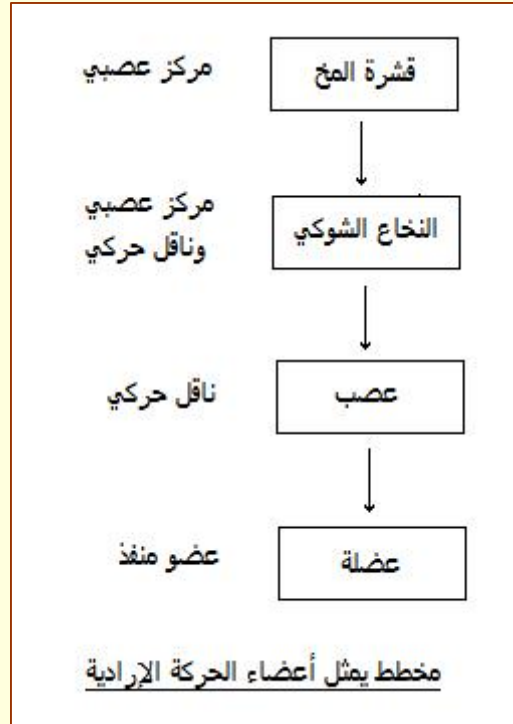 مركز عصبي
قشرة المخ
مركز عصبي
وناقل حركي
النخاع الشوكي
ناقل حركي
عصب
عضو منفذ
عضلة
مخطط يمثل أعضاء الحركة الإرادية